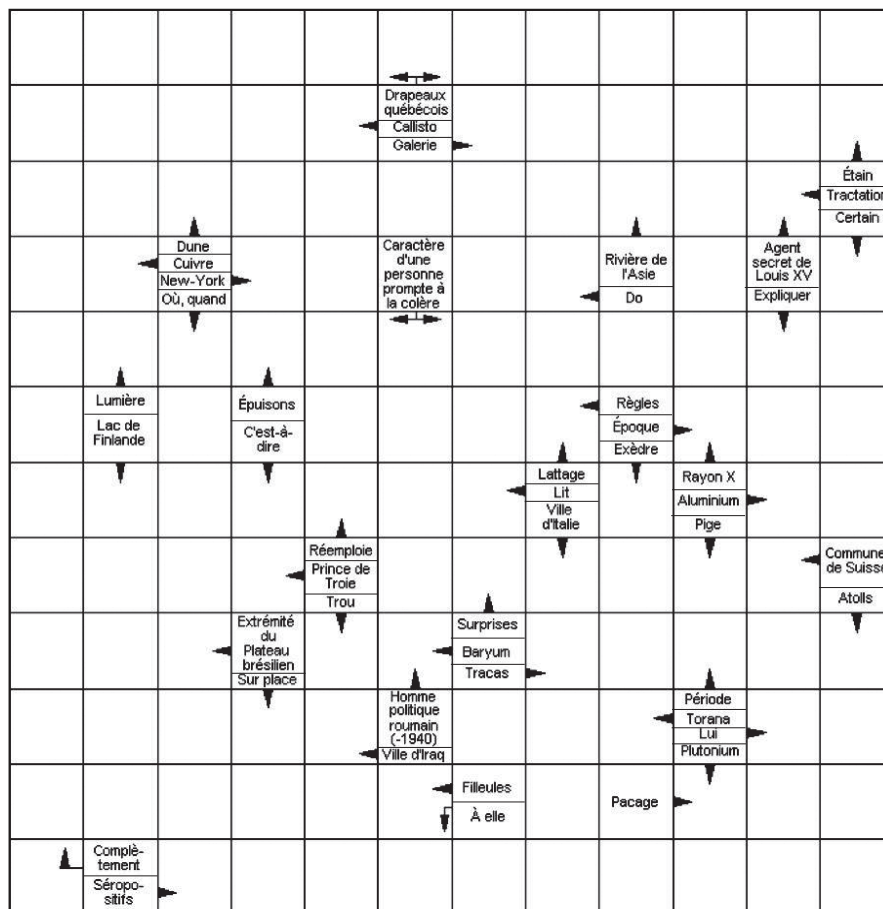 Drapeaux
québécois
Callisto
Galerie
Étain
Tractation
Certain
Dune
Cuivre
New-York
Où, quand
Caractère
d'une
personne
prompte à
la colère
Rivière de
l'Asie
Do
Agent
secret de
Louis XV
Expliquer
Lumière
Lac de
Finlande
Épuisons
C'est-à-
dire
Règles
Époque
Exèdre
Lattage
Lit
Ville
d'Italie
Rayon X
Aluminium
Pige
Réemploie
Prince de
Troie
Trou
Commune
de Suisse
Atolls
Extrémité
du
Plateau
brésilien
Sur place
Surprises
Baryum
Tracas
Homme
politique
roumain
(-1940)
Ville d'Iraq
Période
Torana
Lui
Plutonium
Filleules
À elle
Pacage
Complè-
tement
Séropo-
sitifs